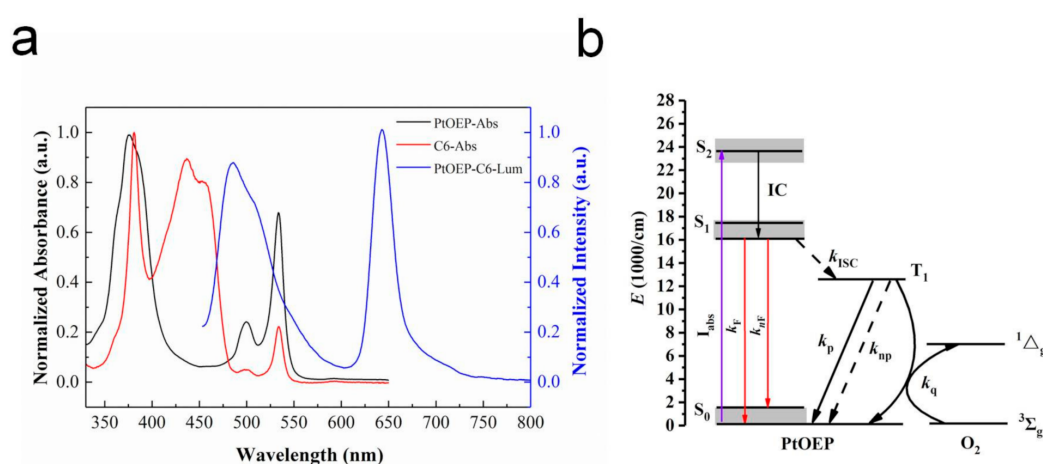 a
b
PtOEP-Abs
C6-Abs
PtOEP-C6-Lum
Normalized Absorbance (a.u.)
1.0
0.8
0.6
0.4
0.2
0.0
1.0
0.8
0.6
0.4
0.2
0.0
Normalized Intensity (a.u.)
350 400 450 500 550 600 650 700 750 800
Wavelength (nm)
E (1000/cm)
28
26
24
22
20
18
16
14
12
10
8
6
4
2
0
S2
IC
S1
kISC
T1
Iabs
kF
knF
kp
knp
kq
¹△g
S0
³Σg
PtOEP
O2